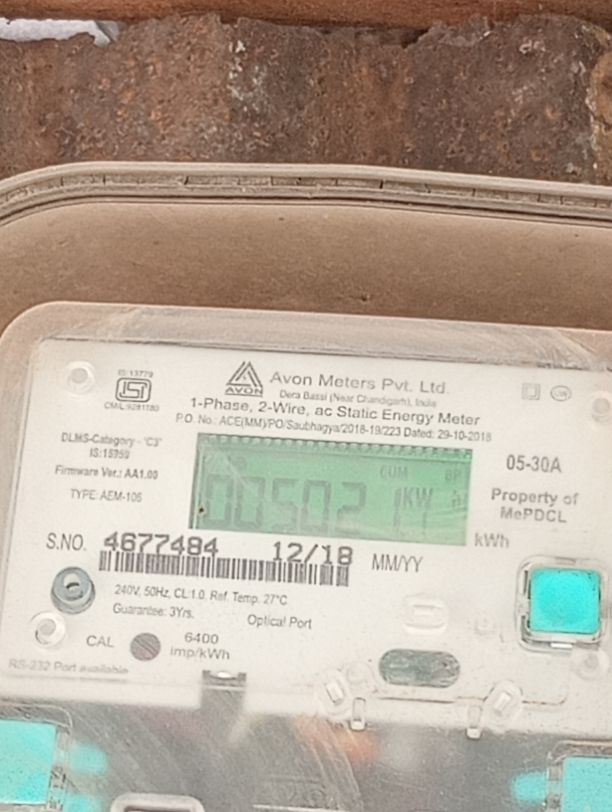 IS:13779
ISI
CM/L:9281180
AVON
Avon Meters Pvt. Ltd.
Dera Bassi (Near Chandigarh), India
1-Phase, 2-Wire, ac Static Energy Meter
P.O. No.: ACE(MM)/PO/Saubhagya/2018-19/223 Dated: 29-10-2018
DLMS-Category - 'C3'
IS:15959
Firmware Ver.: AA1.00
TYPE: AEM-106
CUM
KW
05-30A
Property of
MePDCL
kWh
S.NO. 4677484 12/18 MM/YY
240V, 50Hz, CL:1.0, Ref. Temp. 27°C
Guarantee: 3Yrs.
Optical Port
CAL
6400
imp/kWh
RS-232 Port available